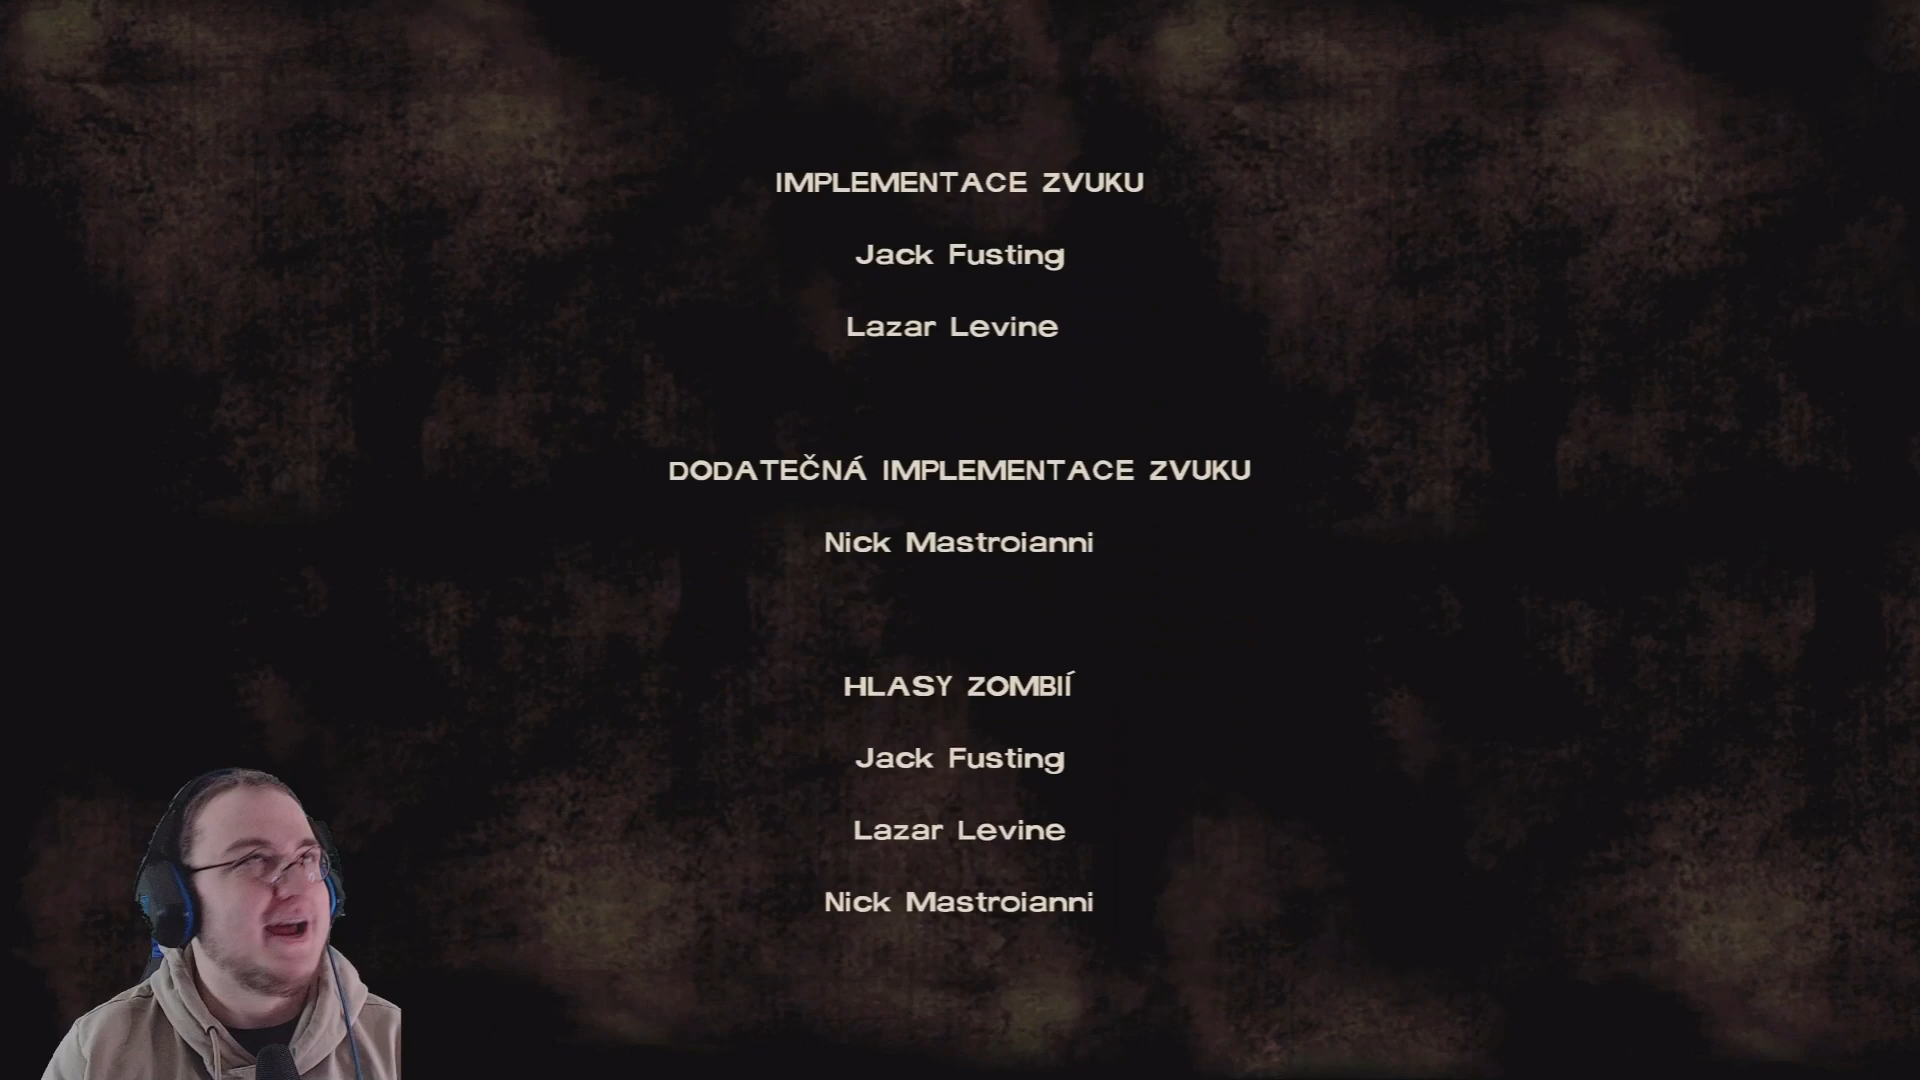 IMPLEMENTACE ZVUKU
Jack Fusting
Lazar Levine
DODATEČNÁ IMPLEMENTACE ZVUKU
Nick Mastroianni
HLASY ZOMBIÍ
Jack Fusting
Lazar Levine
Nick Mastroianni